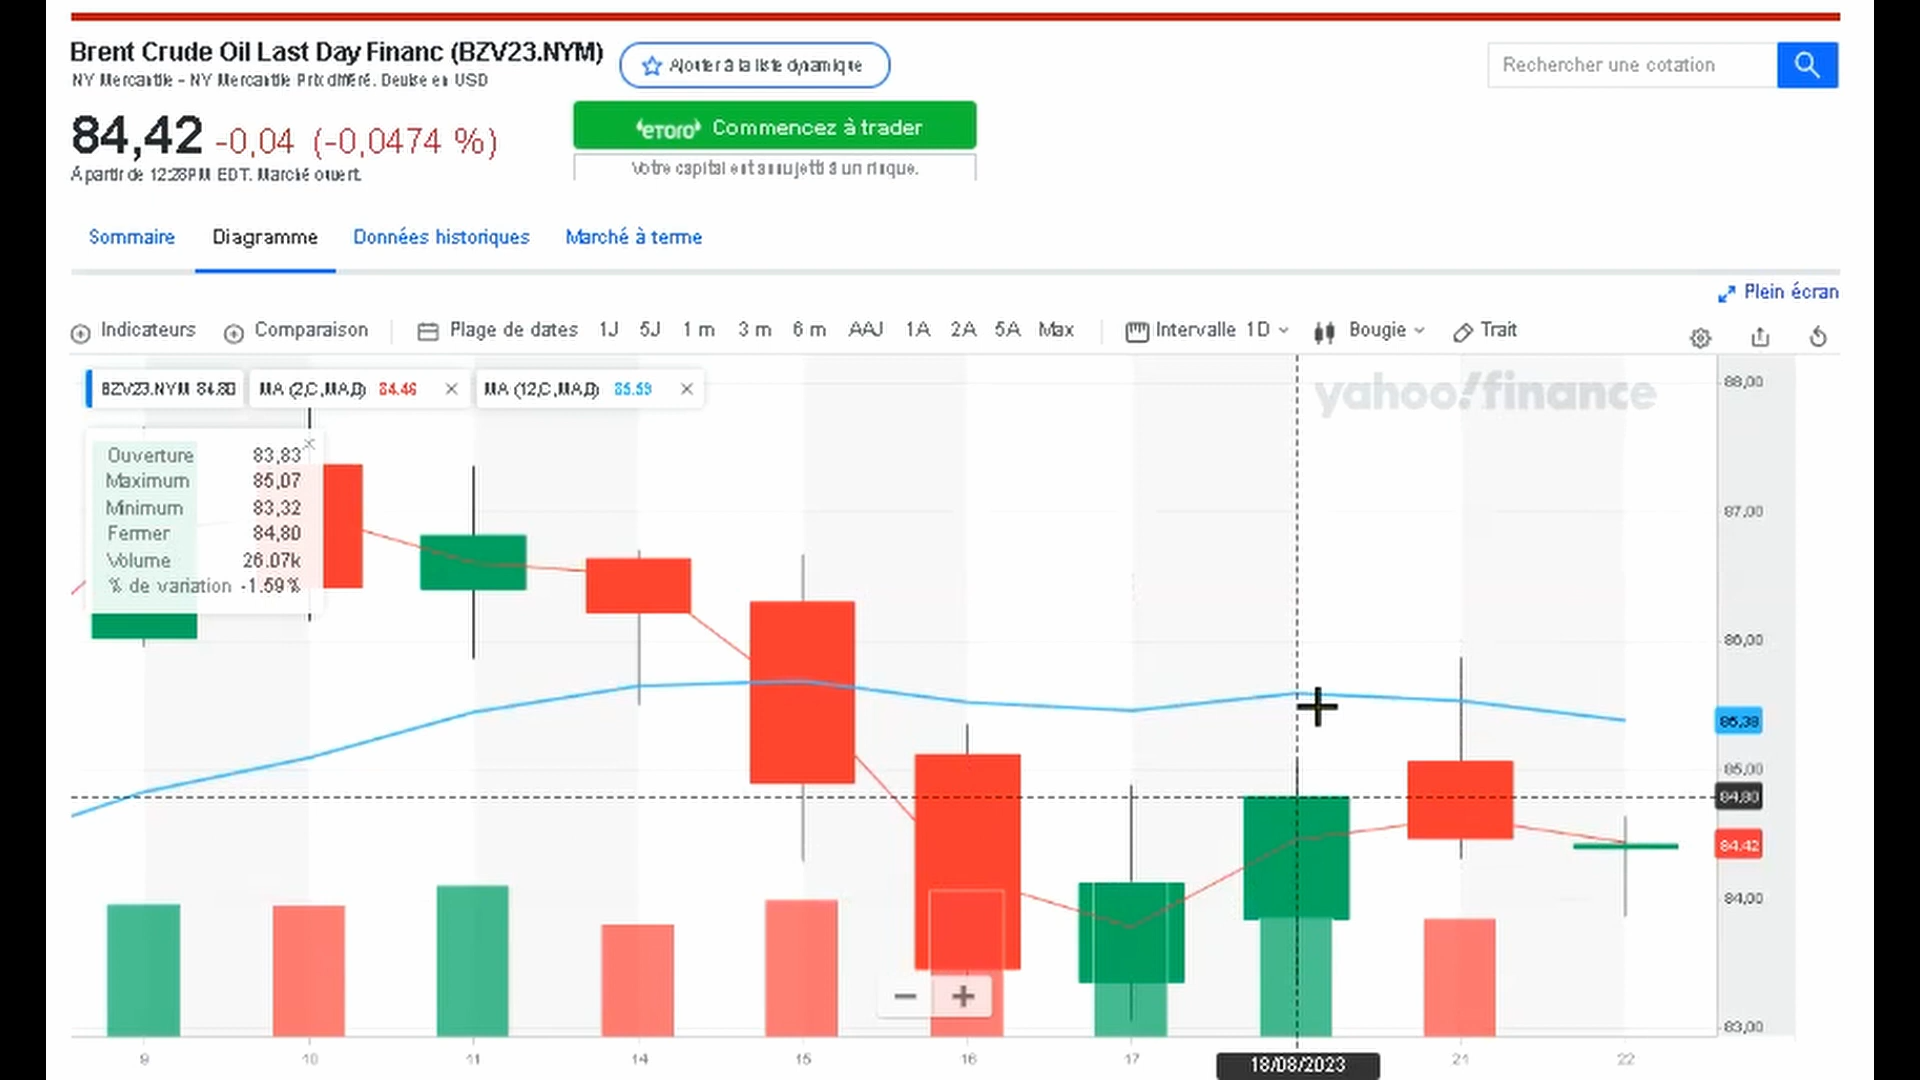 Brent Crude Oil Last Day Financ (BZV23.NYM)
Ajouter à la liste dynamique
Rechercher une cotation
NY Mercantile - NY Mercantile Prix différé. Devise en USD
84,42 -0,04 (-0,0474 %)
eToro Commencez à trader
À partir de 12:28PM EDT. Marché ouvert.
Votre capital est assujetti à un risque.
Sommaire Diagramme Données historiques Marché à terme
Plein écran
Indicateurs Comparaison Plage de dates 1J 5J 1 m 3 m 6 m AAJ 1A 2A 5A Max Intervalle 1D Bougie Trait
BZV23.NYM 84.80 MA (2,C,MA,0) 84.46 MA (12,C,MA,0) 85.59
yahoo!finance
Ouverture 83,83
Maximum 85,07
Minimum 83,32
Fermer 84,80
Volume 26.07k
% de variation -1.59%
88,00
87,00
86,00
85,38
85,00
84,80
84.42
84,00
83,00
9 10 11 14 15 16 17 18/08/2023 21 22